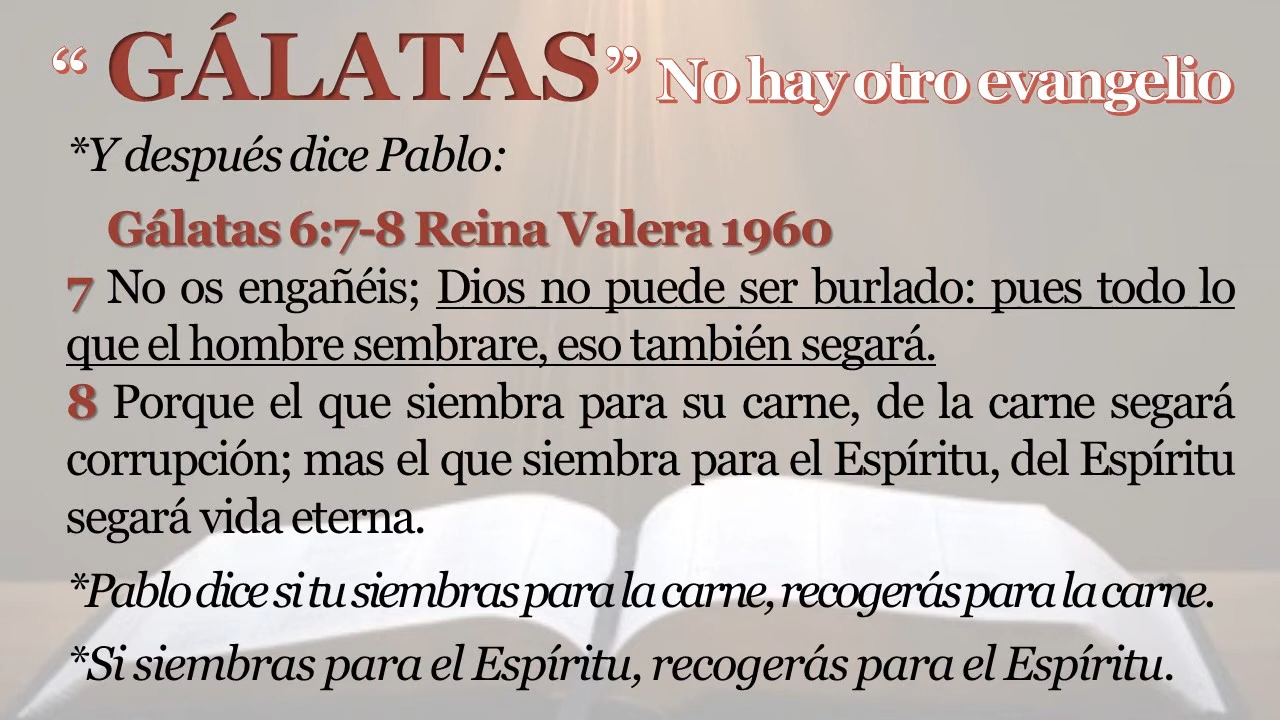 “ GÁLATAS” No hay otro evangelio
*Y después dice Pablo:
Gálatas 6:7-8 Reina Valera 1960
7 No os engañéis; Dios no puede ser burlado: pues todo lo
que el hombre sembrare, eso también segará.
8 Porque el que siembra para su carne, de la carne segará
corrupción; mas el que siembra para el Espíritu, del Espíritu
segará vida eterna.
*Pablo dice si tu siembras para la carne, recogerás para la carne.
*Si siembras para el Espíritu, recogerás para el Espíritu.